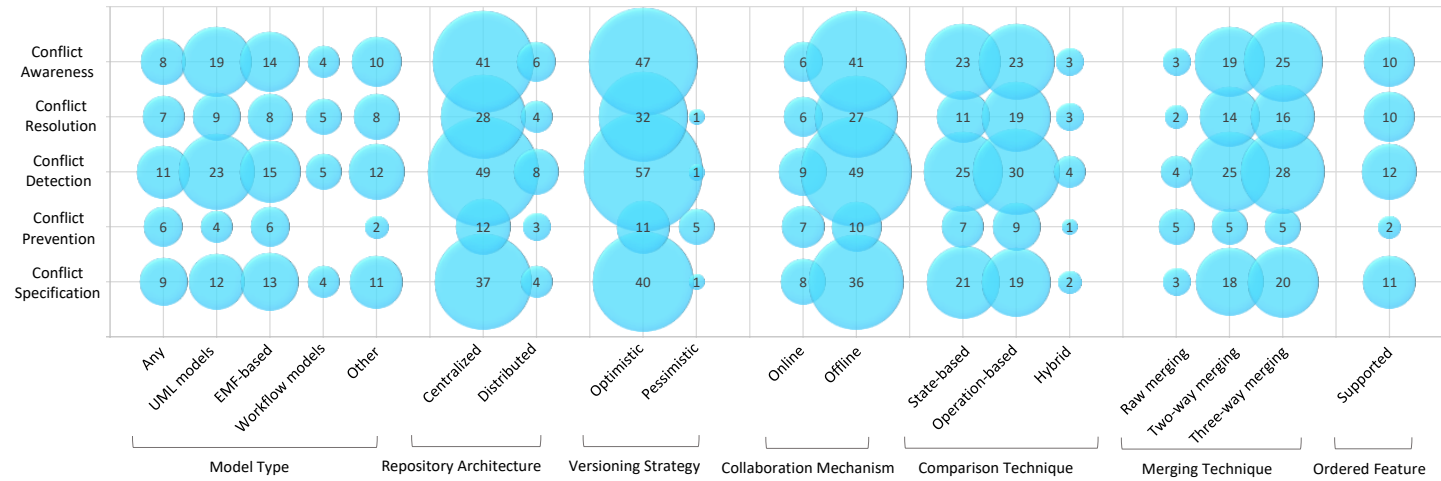 Conflict
Awareness
8 19 14 4 10 41 6 47 6 41 23 23 3 3 19 25 10
Conflict
Resolution
7 9 8 5 8 28 4 32 1 6 27 11 19 3 2 14 16 10
Conflict
Detection
11 23 15 5 12 49 8 57 1 9 49 25 30 4 4 25 28 12
Conflict
Prevention
6 4 6 2 12 3 11 5 7 10 7 9 1 5 5 5 2
Conflict
Specification
9 12 13 4 11 37 4 40 1 8 36 21 19 2 3 18 20 11
Any
UML models
EMF-based
Workflow models
Other
Centralized
Distributed
Optimistic
Pessimistic
Online
Offline
State-based
Operation-based
Hybrid
Raw merging
Two-way merging
Three-way merging
Supported
Model Type
Repository Architecture
Versioning Strategy
Collaboration Mechanism
Comparison Technique
Merging Technique
Ordered Feature